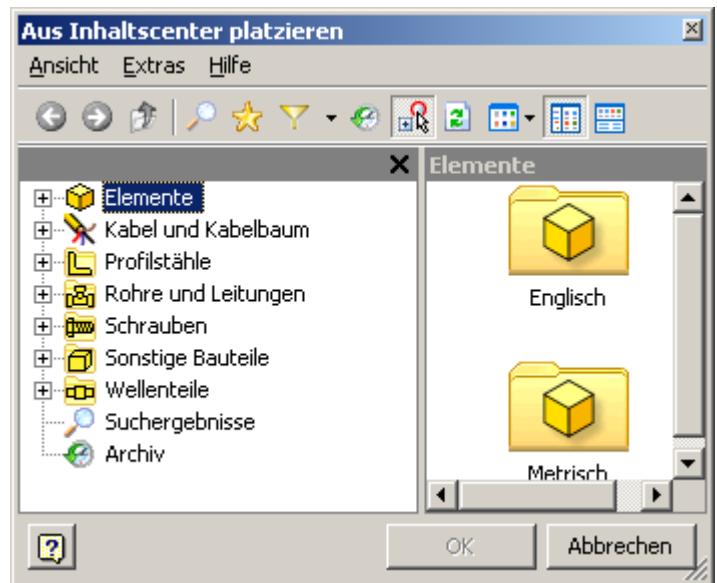 Aus Inhaltscenter platzieren
Ansicht Extras Hilfe
Elemente
Elemente
Kabel und Kabelbaum
Profilstähle
Rohre und Leitungen
Schrauben
Sonstige Bauteile
Wellenteile
Suchergebnisse
Archiv
Englisch
Metrisch
OK
Abbrechen